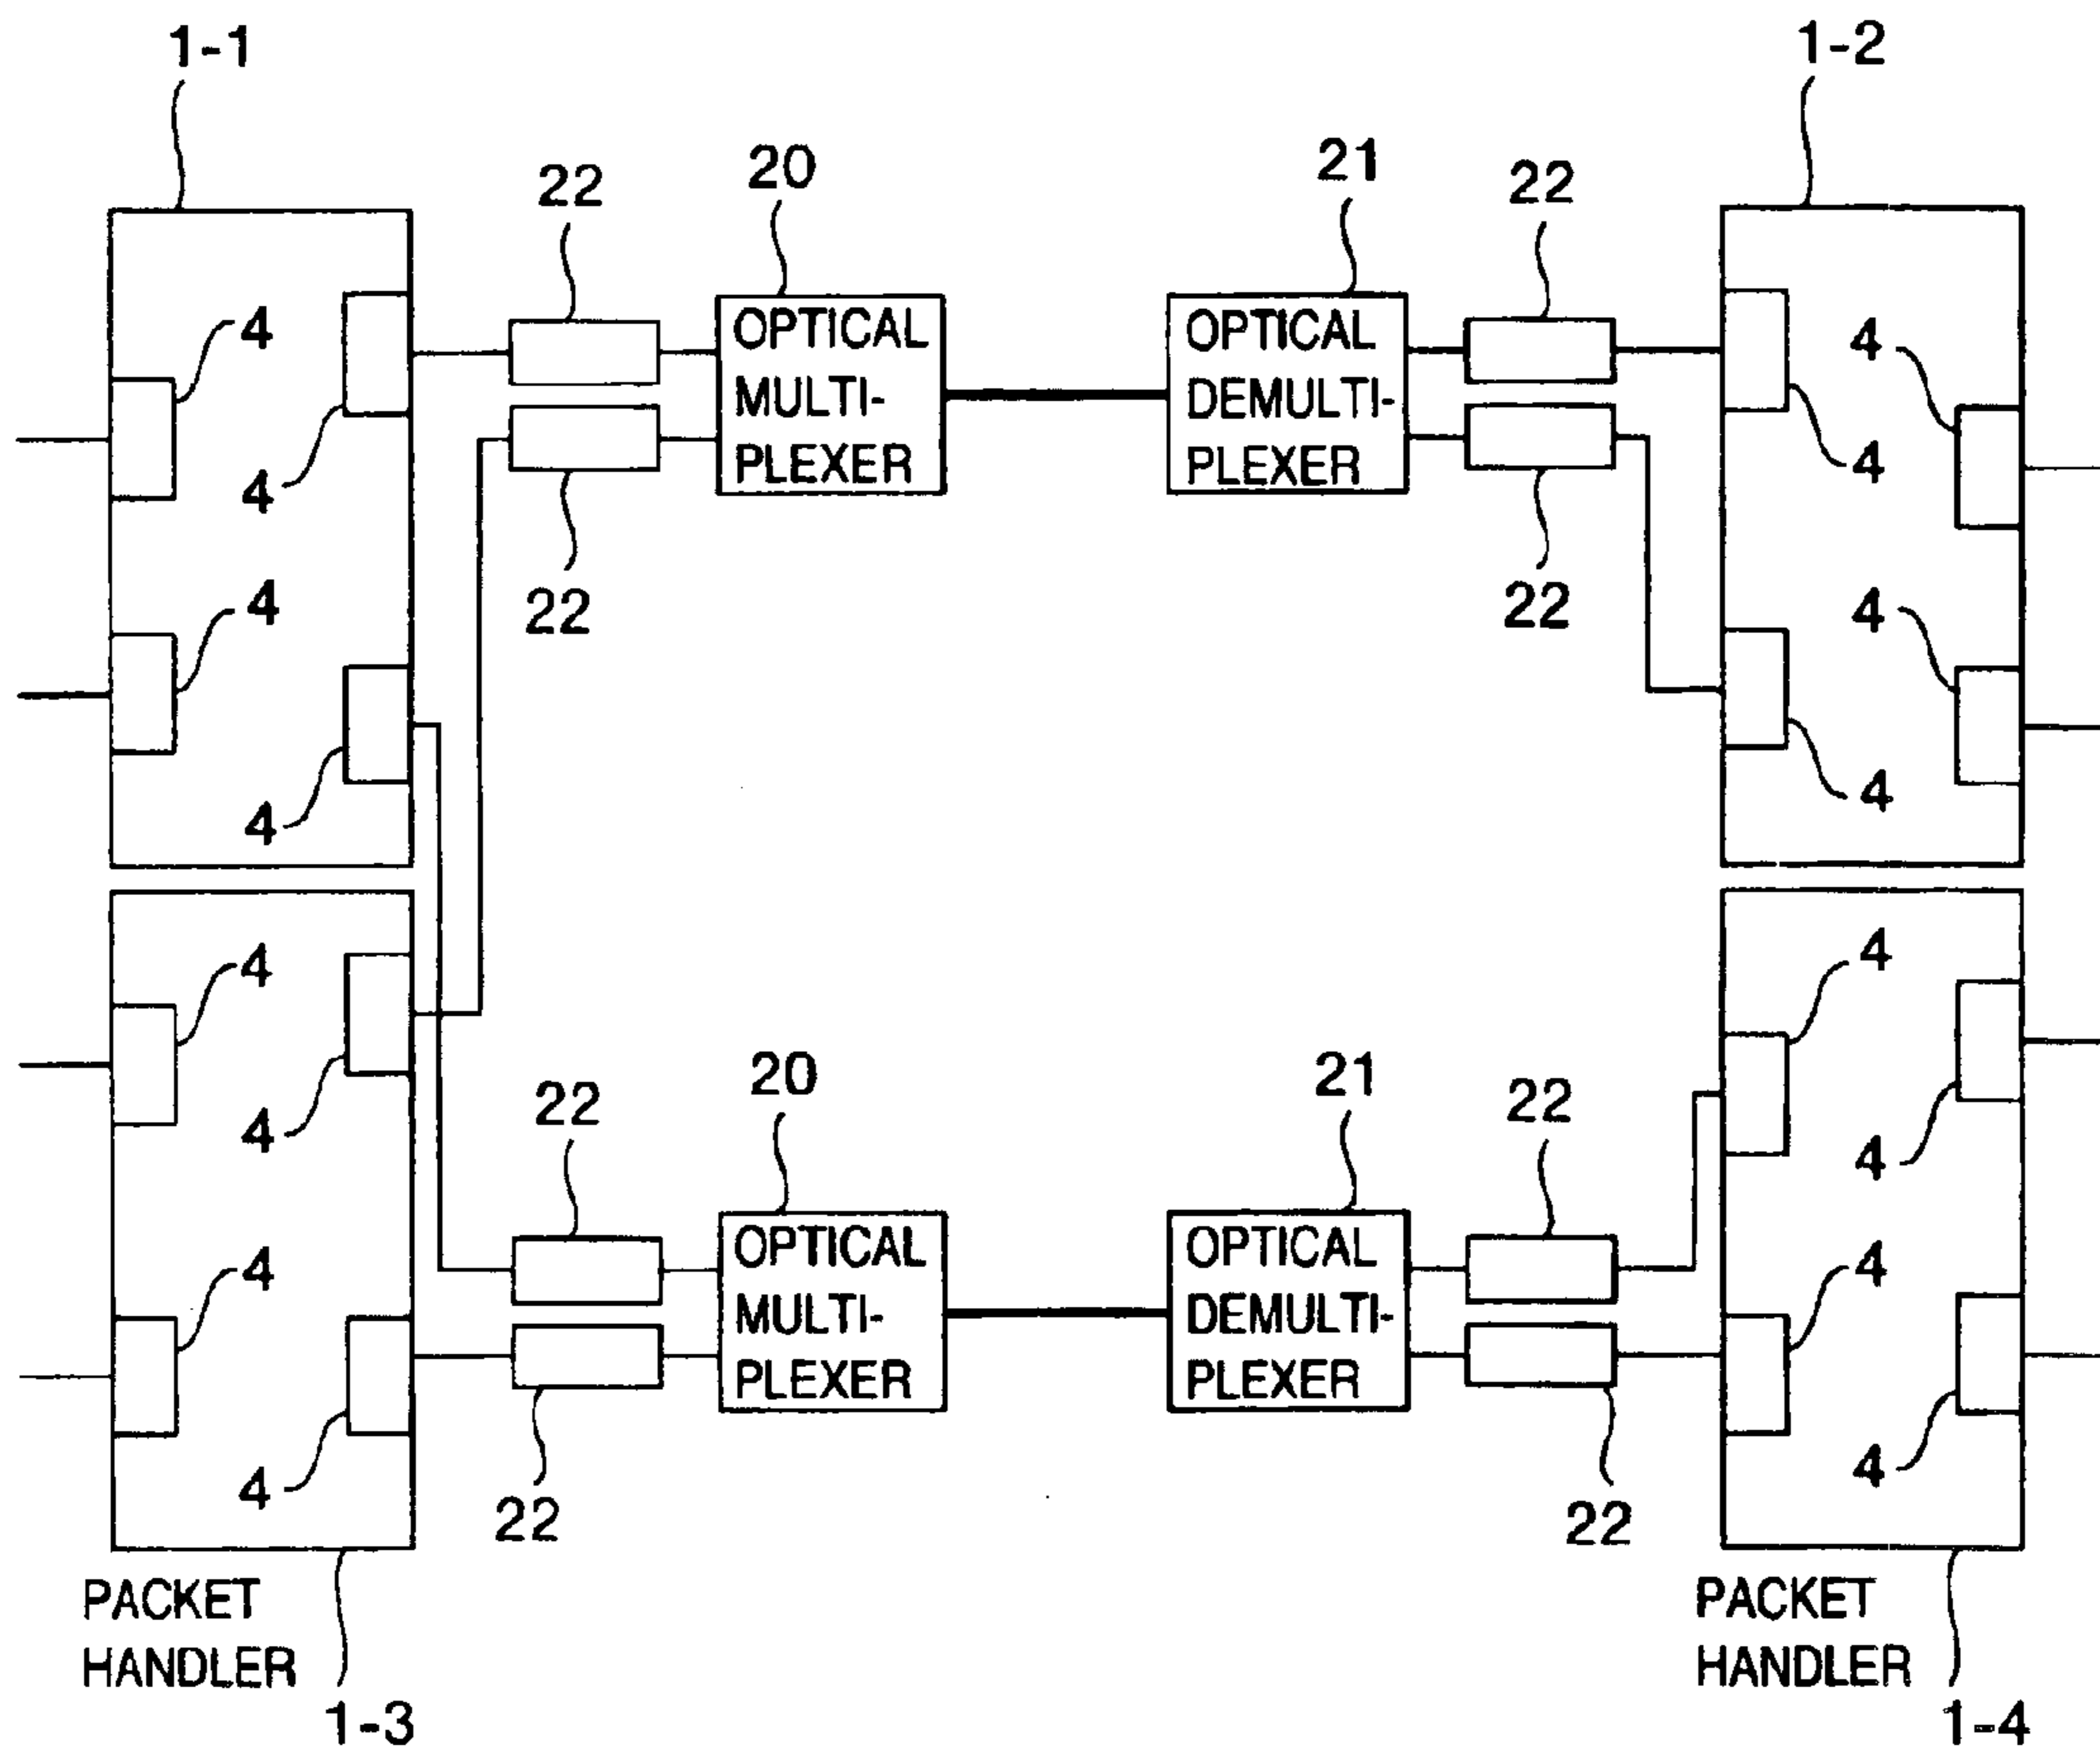 1-1
1-2
22
20
21
22
4
4
OPTICAL
MULTI-
PLEXER
OPTICAL
DEMULTI-
PLEXER
4
4
22
22
4
4
4
4
4
4
4
4
22
20
21
22
4
4
OPTICAL
MULTI-
PLEXER
OPTICAL
DEMULTI-
PLEXER
4
4
22
22
4
4
PACKET
HANDLER
1-3
PACKET
HANDLER
1-4